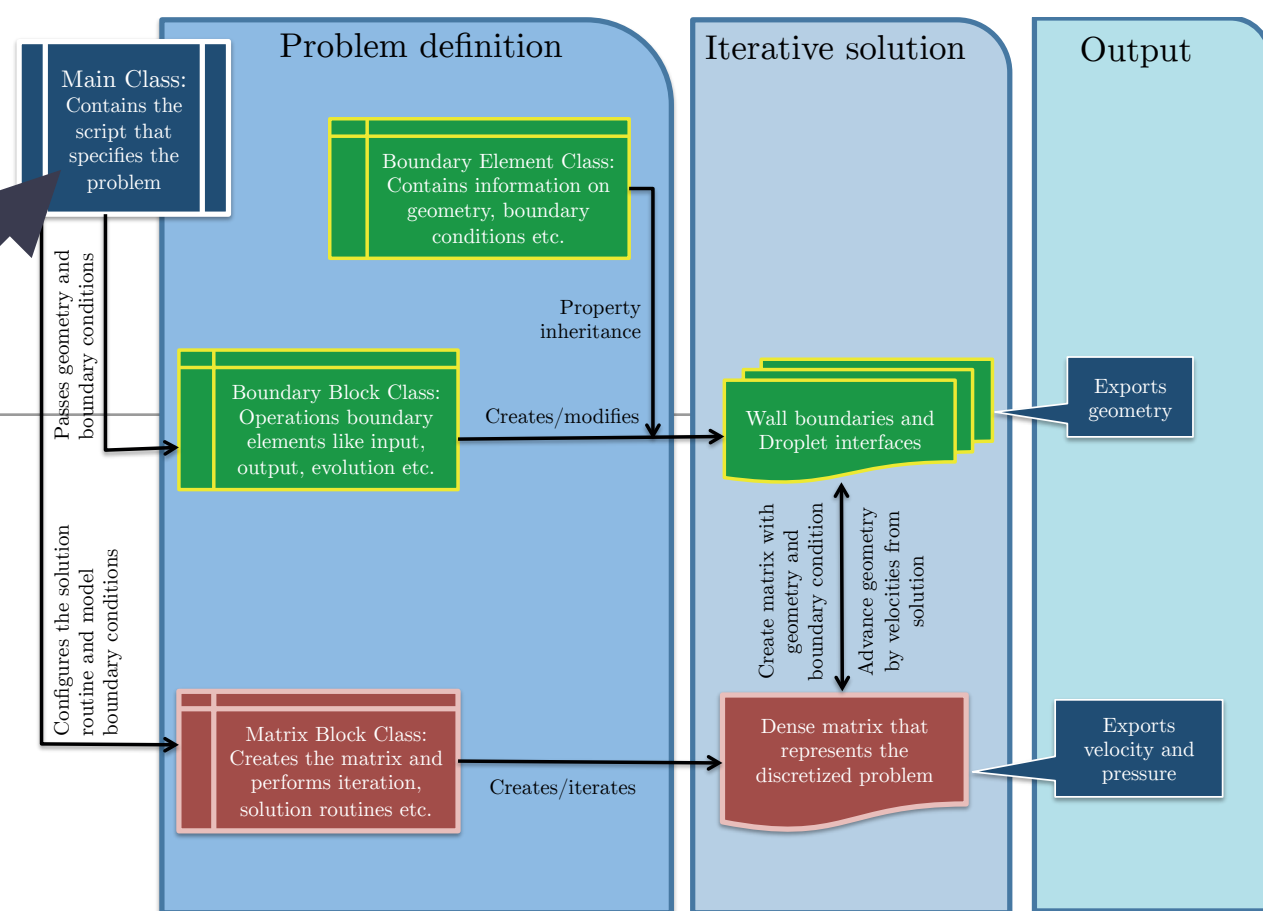 Problem definition
Iterative solution
Output
Main Class:
Contains the
script that
specifies the
problem
Boundary Element Class:
Contains information on
geometry, boundary
conditions etc.
Passes geometry and
boundary conditions
Property
inheritance
Boundary Block Class:
Operations boundary
elements like input,
output, evolution etc.
Creates/modifies
Wall boundaries and
Droplet interfaces
Exports
geometry
Configures the solution
routine and model
boundary conditions
Create matrix with
geometry and
boundary condition
Advance geometry
by velocities from
solution
Matrix Block Class:
Creates the matrix and
performs iteration,
solution routines etc.
Creates/iterates
Dense matrix that
represents the
discretized problem
Exports
velocity and
pressure